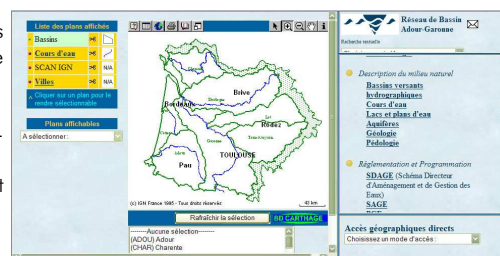 s
e
-
t
Liste des plans affichés
- Bassins
+ Cours d'eau
+ SCAN IGN N/A
+ Villes N/A
^ Cliquer sur un plan pour le
rendre sélectionnable
Plans affichables
A sélectionner :
Brive
Bordeaux
Rodez
TOULOUSE
Pau
(c) IGN France 1995 - Tous droits réservés
43 km
Rafraîchir la sélection
BD CARTHAGE
--------Aucune sélection--------
(ADOU) Adour
(CHAR) Charente
Réseau de Bassin
Adour-Garonne
Recherche textuelle
Description du milieu naturel
Bassins versants
hydrographiques
Cours d'eau
Lacs et plans d'eau
Aquifères
Géologie
Pédologie
Réglementation et Programmation
SDAGE (Schéma Directeur
d'Aménagement et de Gestion des
Eaux)
SAGE
Accès géographiques directs
Choisissez un mode d'accés :